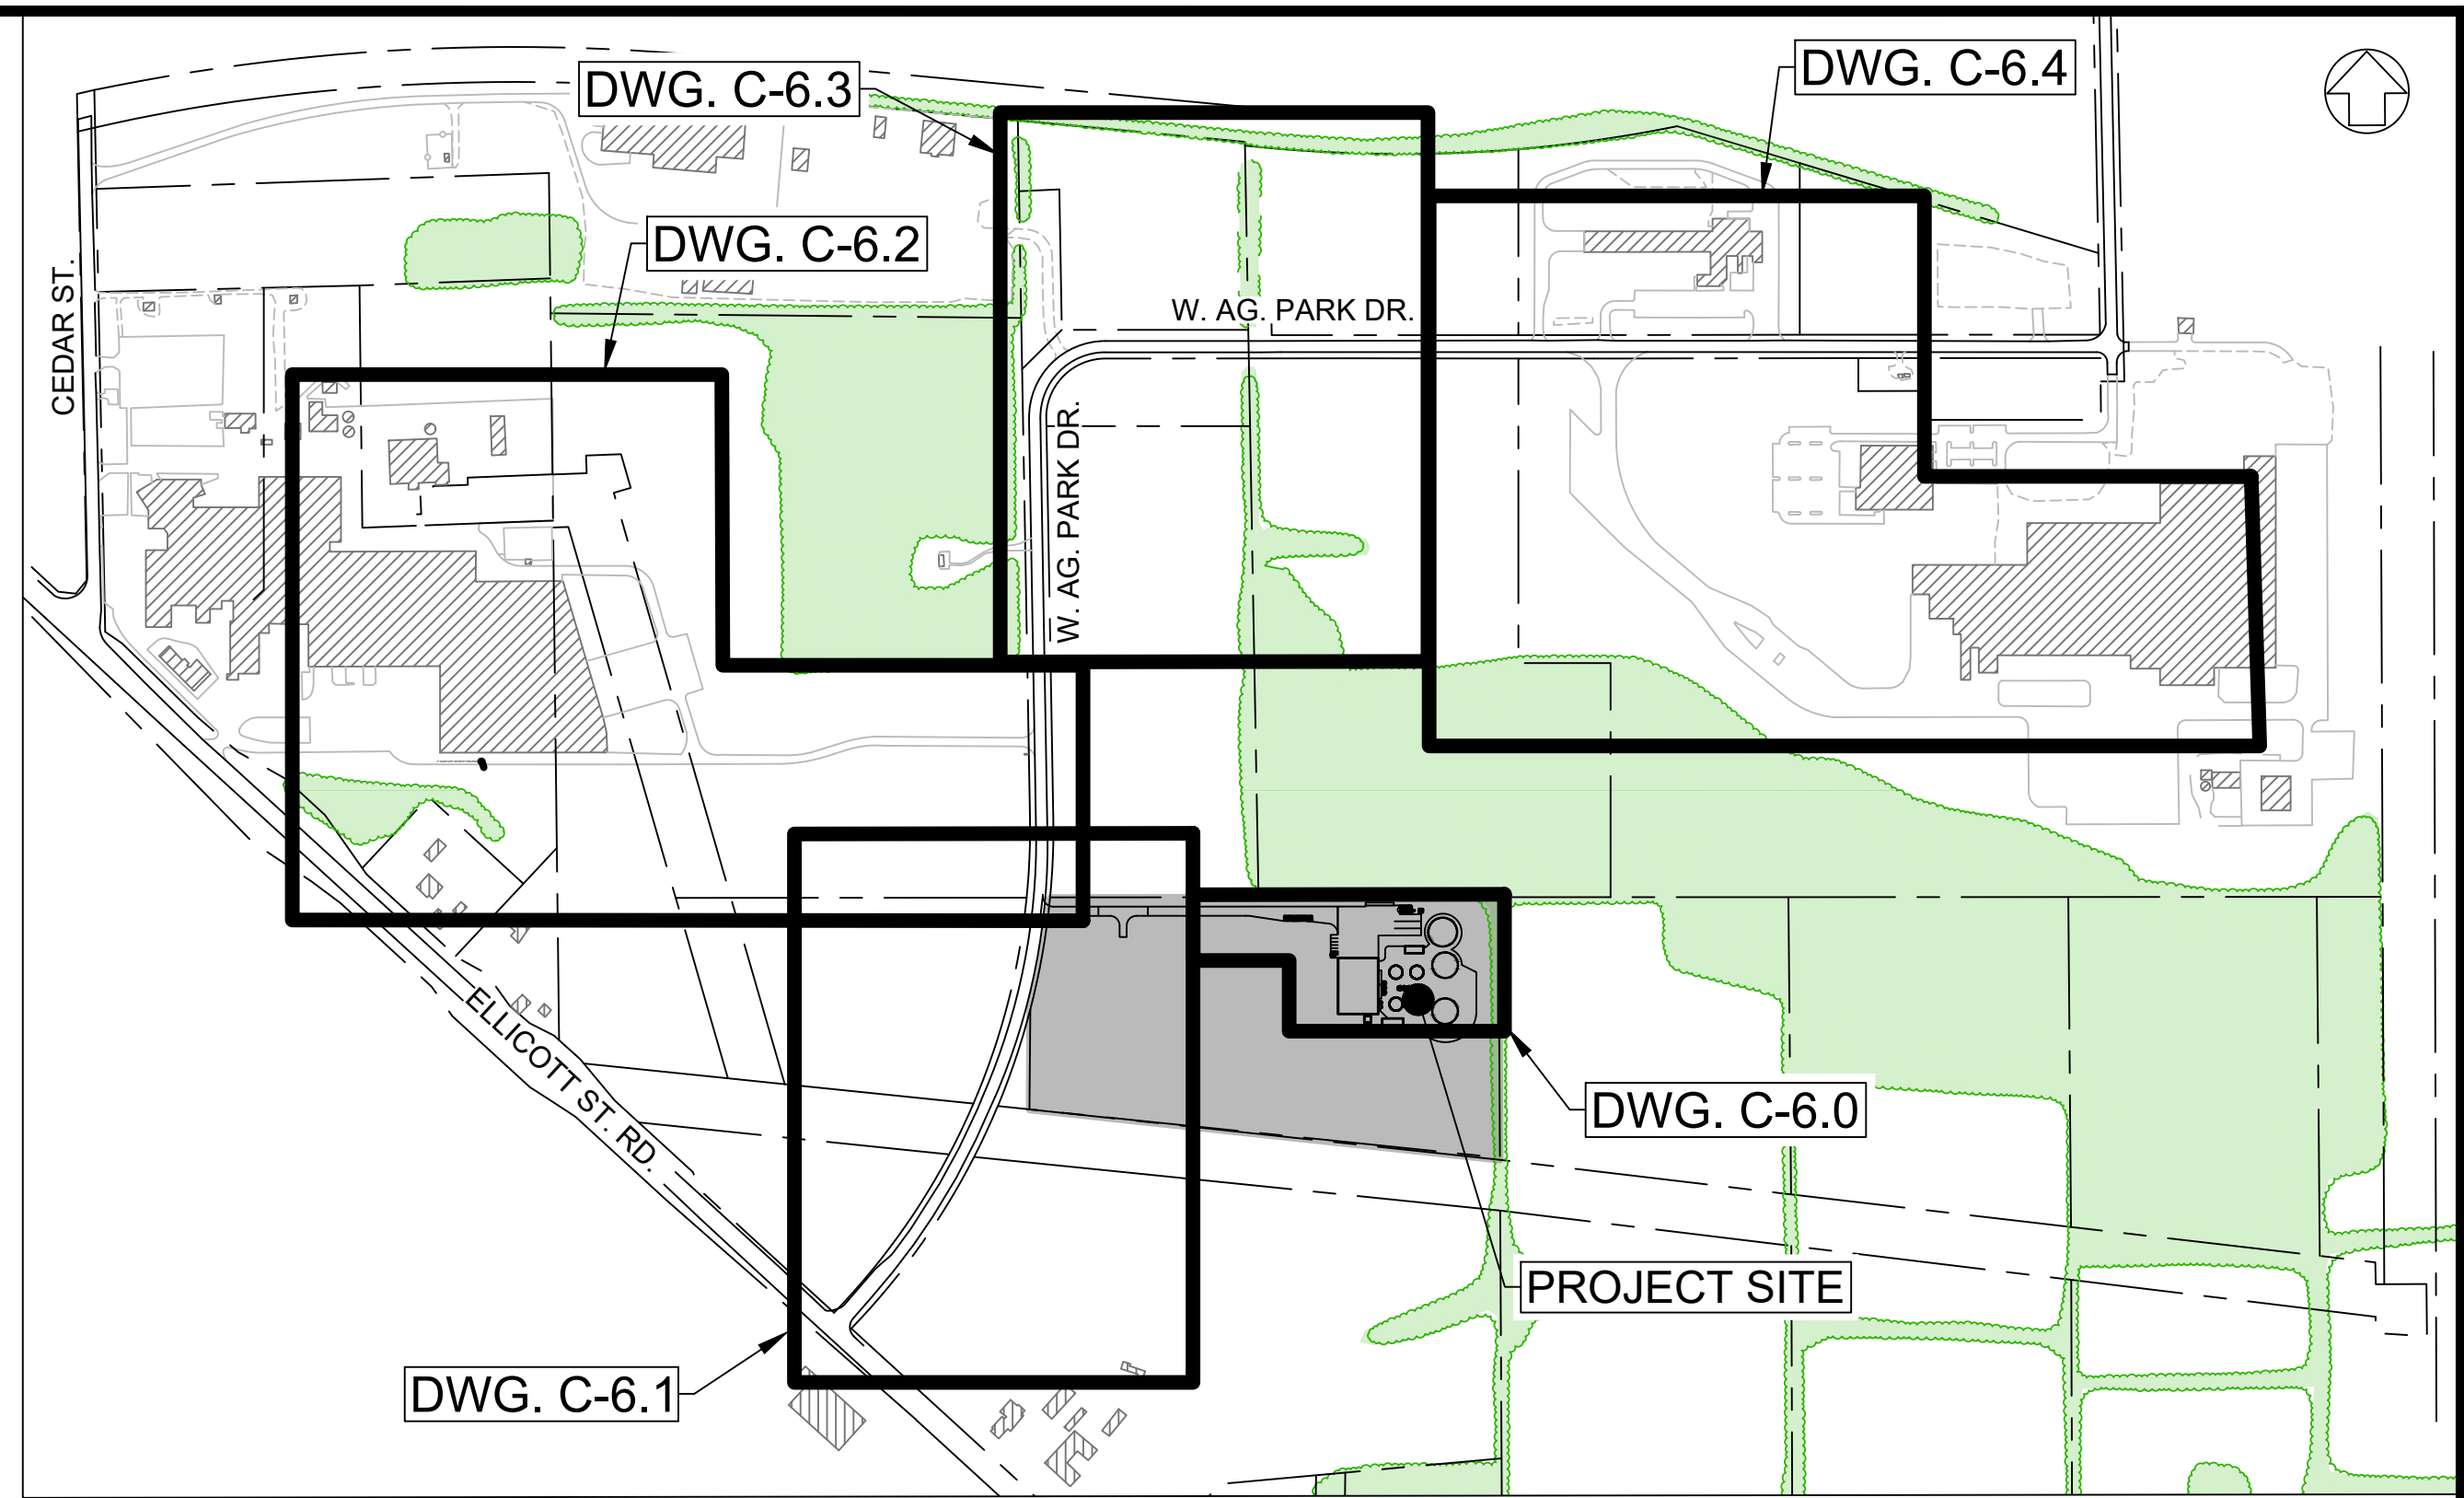 DWG. C-6.4
DWG. C-6.3
DWG. C-6.2
CEDAR ST.
W. AG. PARK DR.
W. AG. PARK DR.
ELLICOTT ST. RD.
DWG. C-6.0
PROJECT SITE
DWG. C-6.1